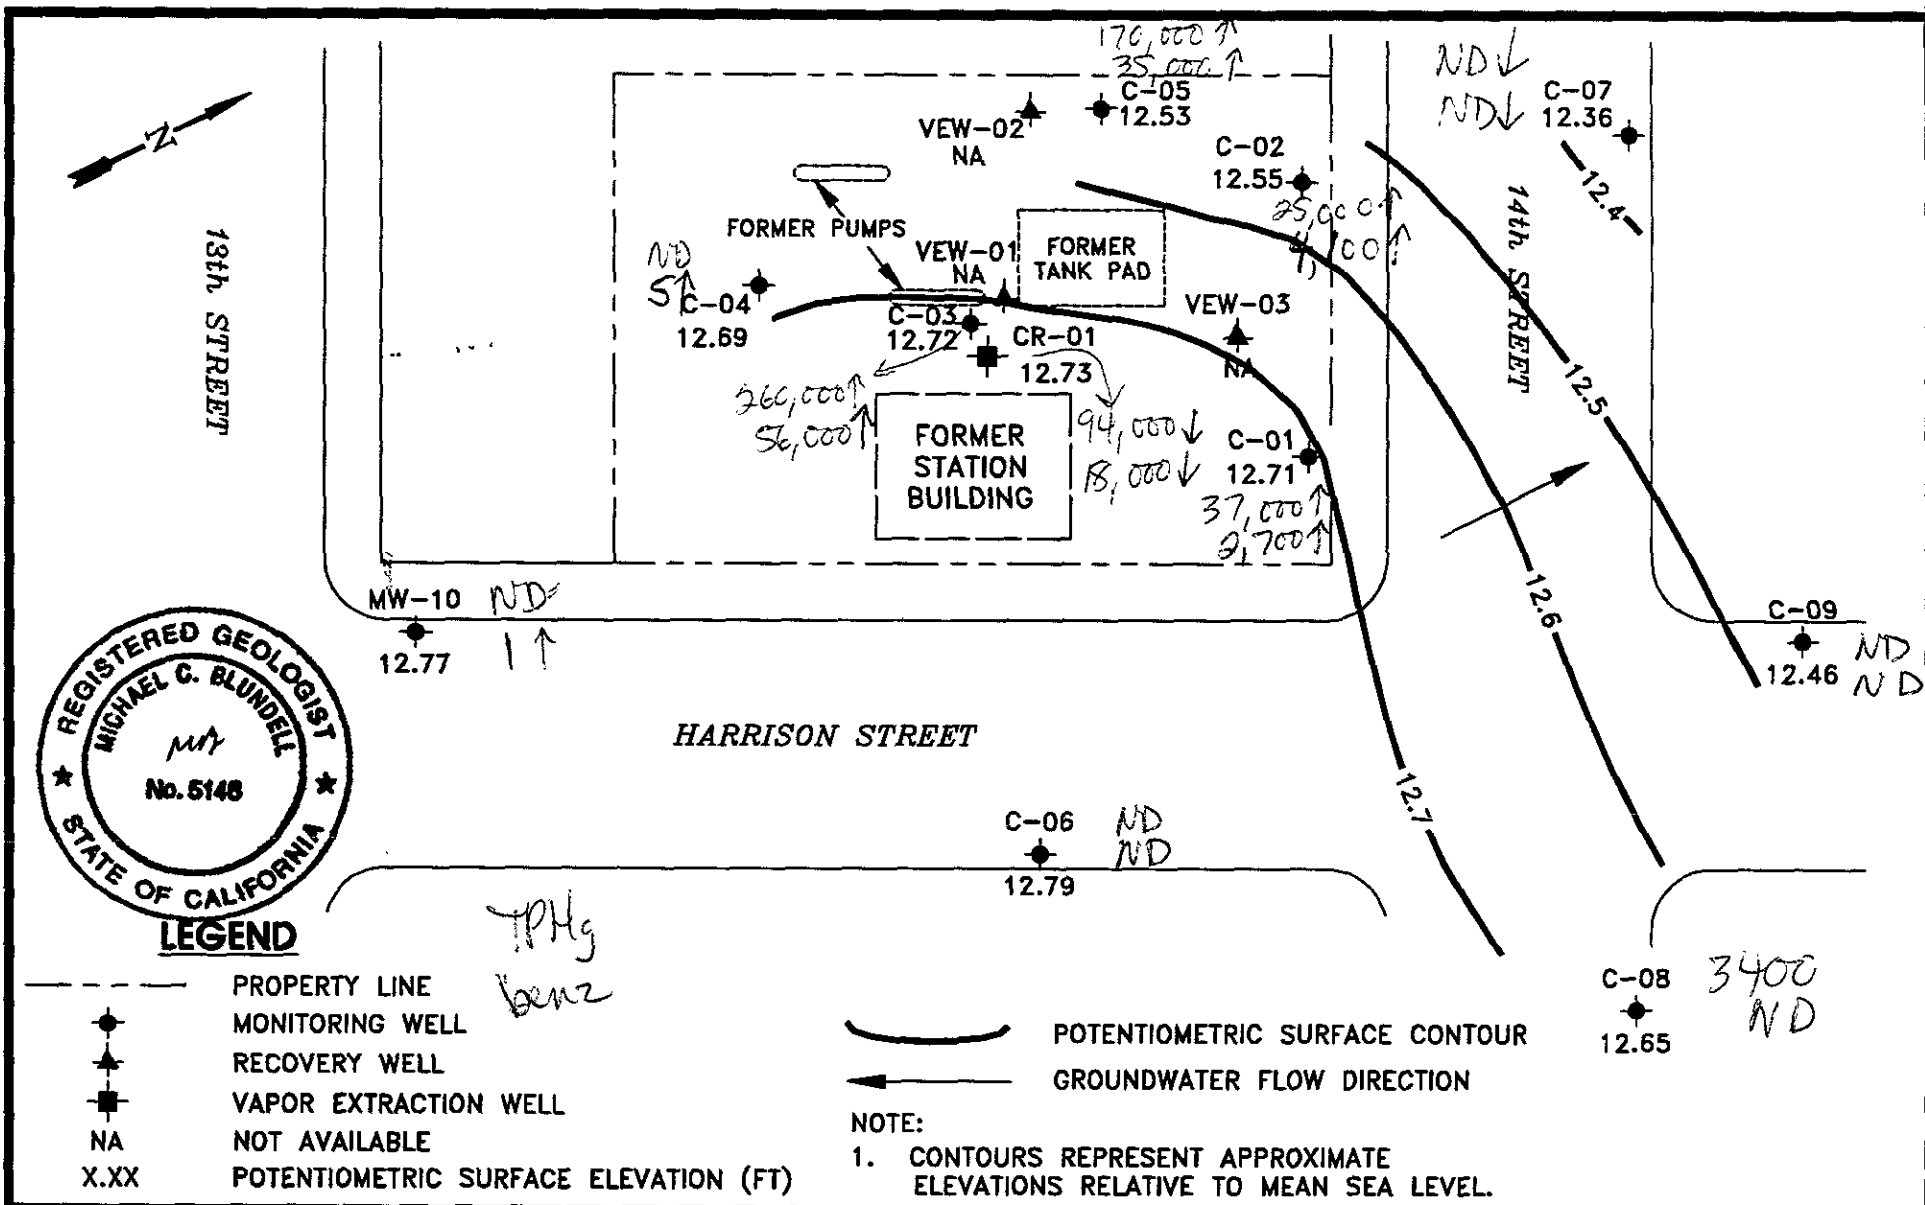 170,000 ↑
35,000 ↑
C-05
12.53
VEW-02
NA
C-02
12.55
25,000 ↑
4,100 ↑
ND ↓
ND ↓
C-07
12.36
12.4
N
13th STREET
14th STREET
FORMER PUMPS
VEW-01
NA
FORMER
TANK PAD
VEW-03
NA
ND
5 ↑
C-04
12.69
C-03
12.72
CR-01
12.73
56,000 ↑
FORMER
STATION
BUILDING
94,000 ↓
18,000 ↓
C-01
12.71
37,000 ↑
2,700 ↑
12.5
12.6
12.7
MW-10
12.77
ND
1 ↑
C-09
12.46
ND
ND
HARRISON STREET
REGISTERED GEOLOGIST
MICHAEL C. BLUNDELL
No. 5148
STATE OF CALIFORNIA
C-06
12.79
ND
ND
TPHg
benz
C-08
12.65
3400
ND
LEGEND
PROPERTY LINE
MONITORING WELL
RECOVERY WELL
VAPOR EXTRACTION WELL
NA NOT AVAILABLE
X.XX POTENTIOMETRIC SURFACE ELEVATION (FT)
POTENTIOMETRIC SURFACE CONTOUR
GROUNDWATER FLOW DIRECTION
NOTE:
1. CONTOURS REPRESENT APPROXIMATE
ELEVATIONS RELATIVE TO MEAN SEA LEVEL.